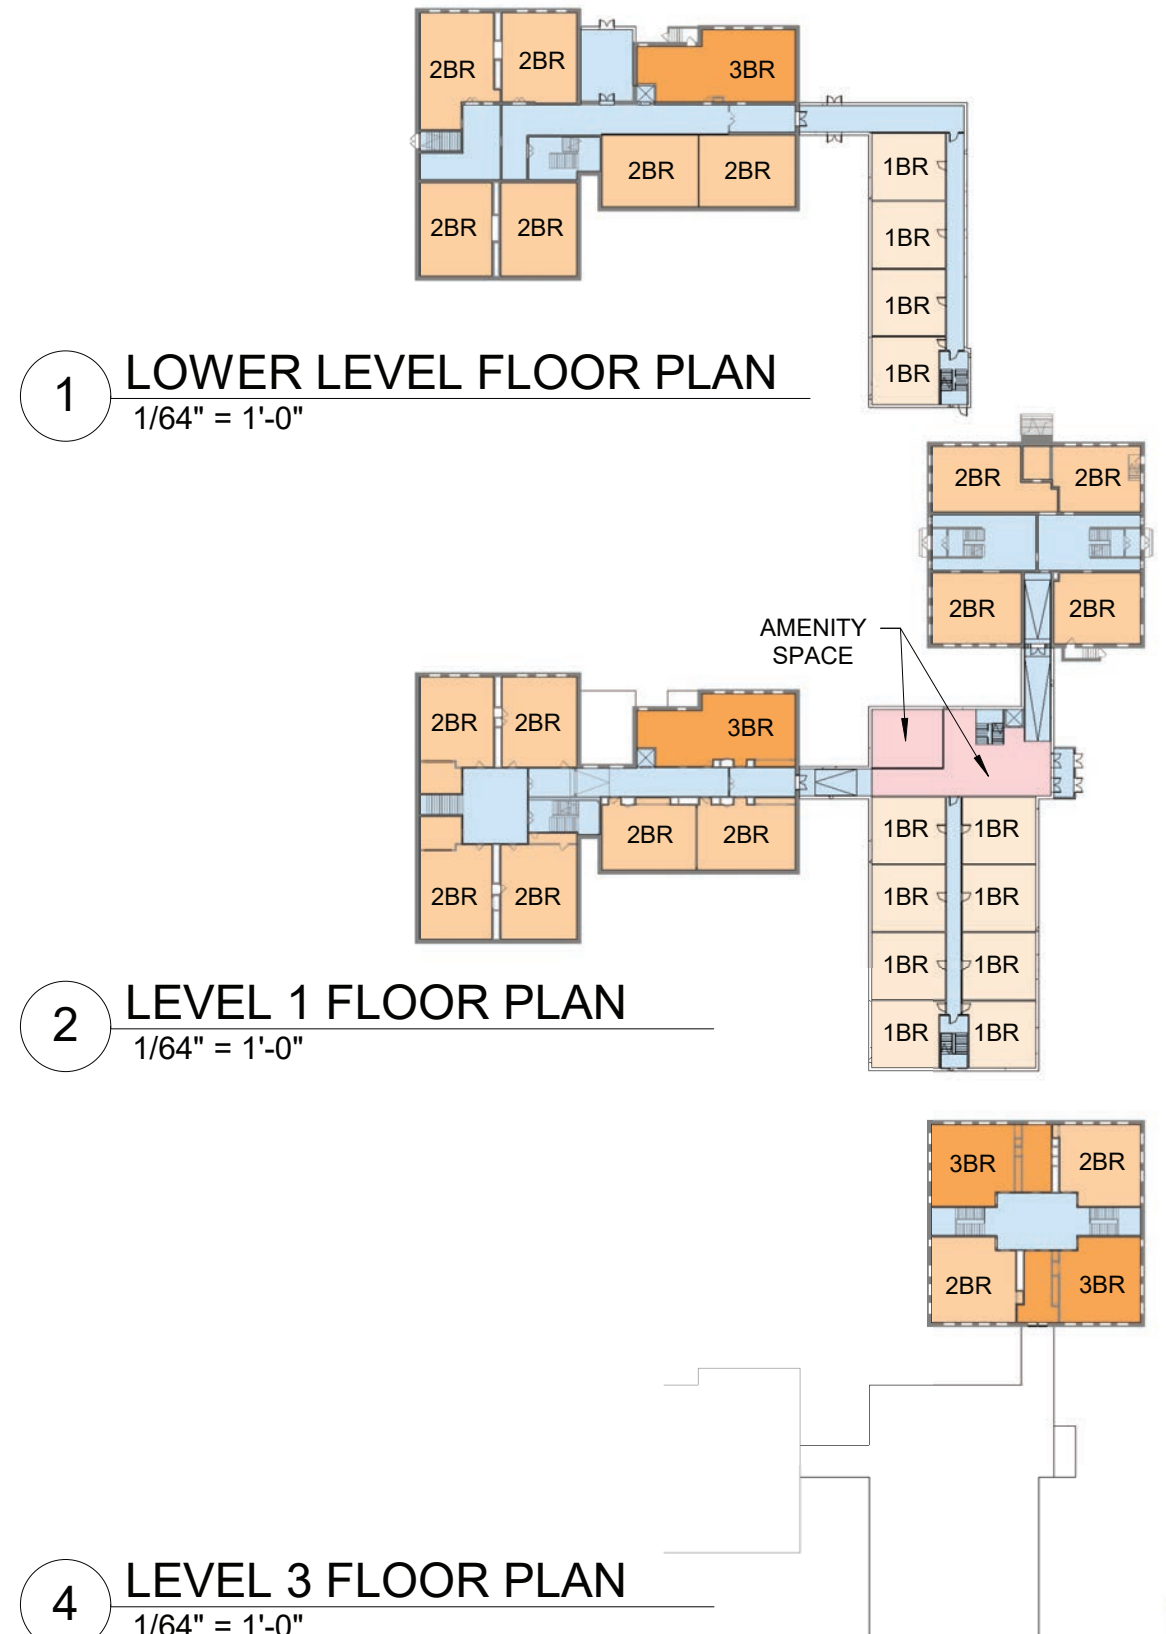 2BR
2BR
3BR
2BR
2BR
1BR
2BR
2BR
1BR
1BR
1BR
1
LOWER LEVEL FLOOR PLAN
1/64" = 1'-0"
2BR
2BR
2BR
2BR
AMENITY
SPACE
2BR
2BR
3BR
2BR
2BR
1BR
1BR
2BR
2BR
1BR
1BR
1BR
1BR
1BR
1BR
2
LEVEL 1 FLOOR PLAN
1/64" = 1'-0"
3BR
2BR
2BR
3BR
4
LEVEL 3 FLOOR PLAN
1/64" = 1'-0"